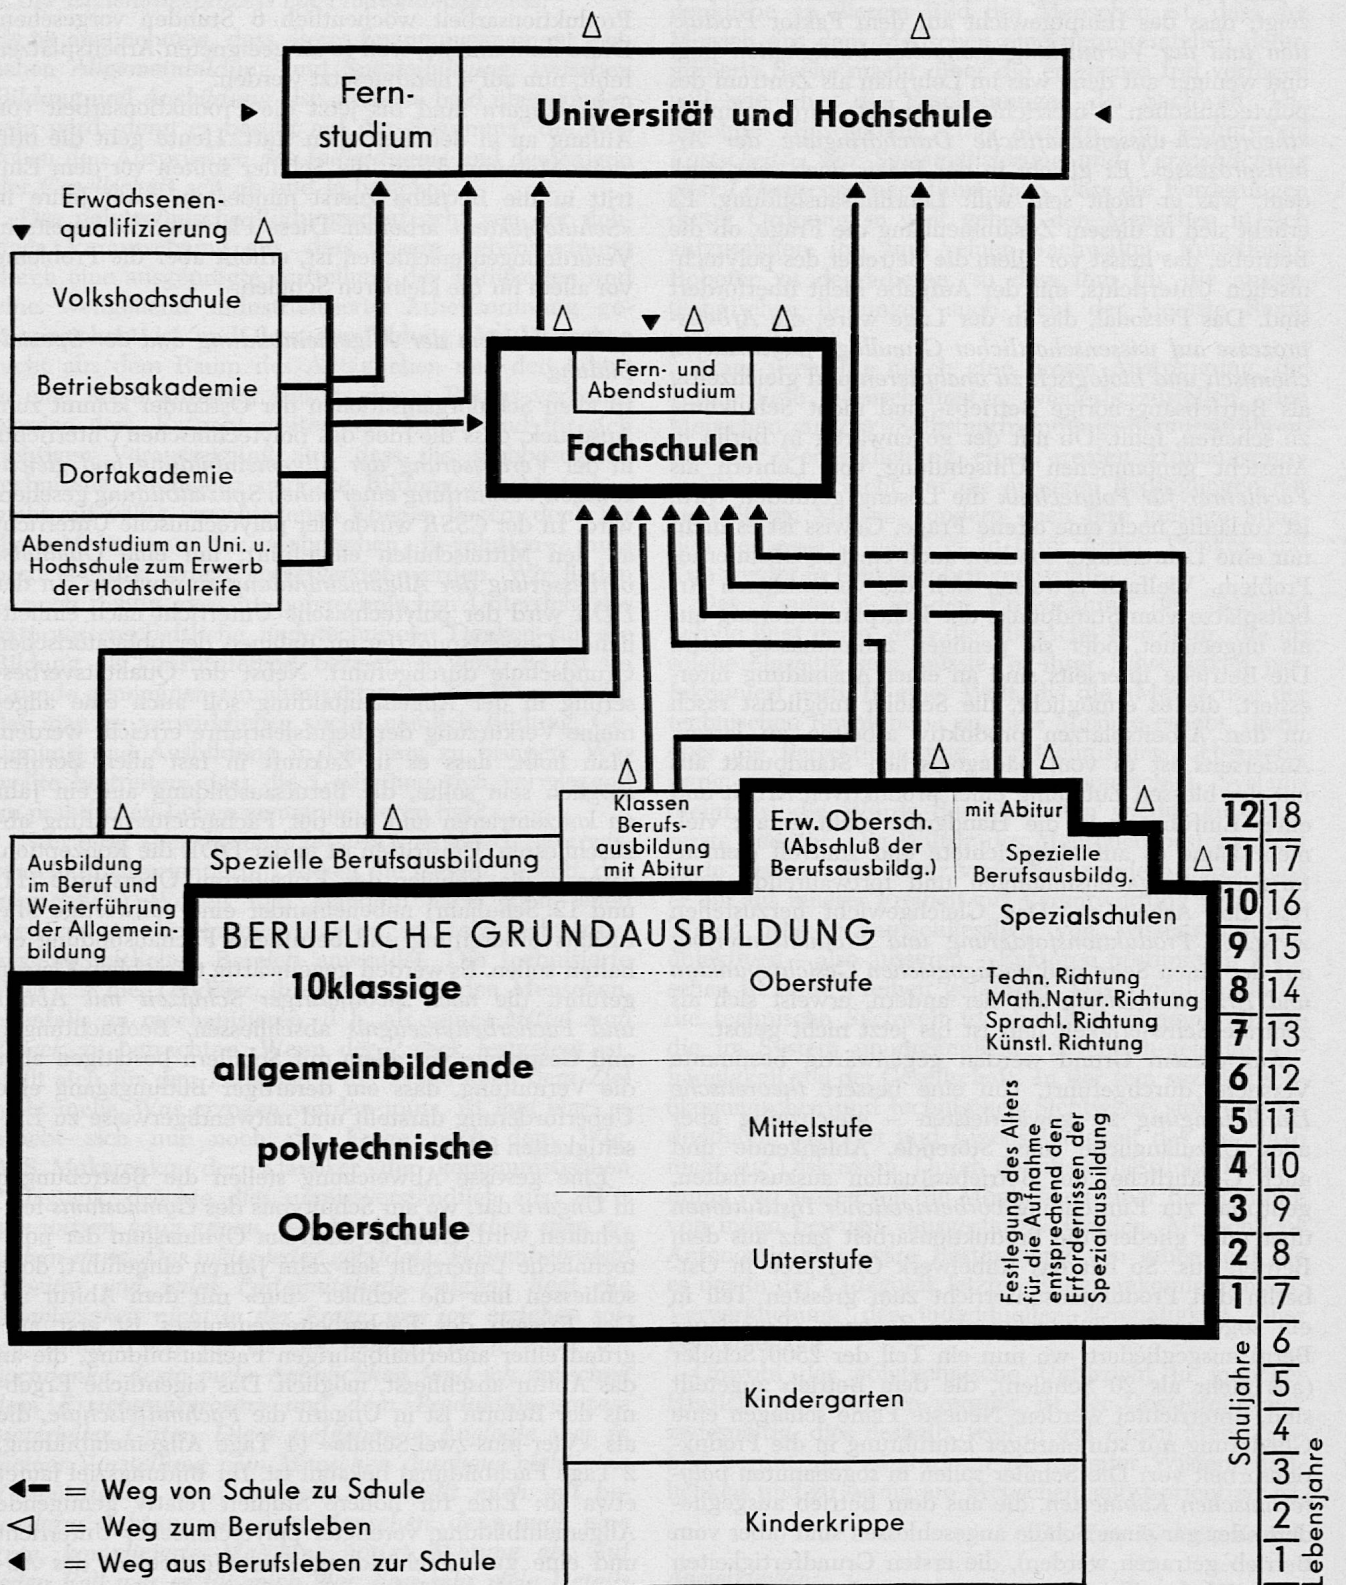 Fern-
studium
Universität und Hochschule
Erwachsenen-
qualifizierung
Volkshochschule
Betriebsakademie
Dorfakademie
Abendstudium an Uni. u.
Hochschule zum Erwerb
der Hochschulreife
Fern- und
Abendstudium
Fachschulen
Ausbildung
im Beruf und
Weiterführung
der Allgemein-
bildung
Spezielle Berufsausbildung
Klassen
Berufs-
ausbildung
mit Abitur
Erw. Obersch.
(Abschluß der
Berufsausbildg.)
mit Abitur
Spezielle
Berufsausbildg.
BERUFLICHE GRUNDAUSBILDUNG
Spezialschulen
10klassige
allgemeinbildende
polytechnische
Oberschule
Oberstufe
Mittelstufe
Unterstufe
Techn. Richtung
Math.Natur. Richtung
Sprachl. Richtung
Künstl. Richtung
Festlegung des Alters
für die Aufnahme
entsprechend den
Erfordernissen der
Spezialausbildung
Kindergarten
Kinderkrippe
12 18
11 17
10 16
9 15
8 14
7 13
6 12
5 11
4 10
3 9
2 8
1 7
6
5
4
3
2
1
Schuljahre
Lebensjahre
= Weg von Schule zu Schule
= Weg zum Berufsleben
= Weg aus Berufsleben zur Schule